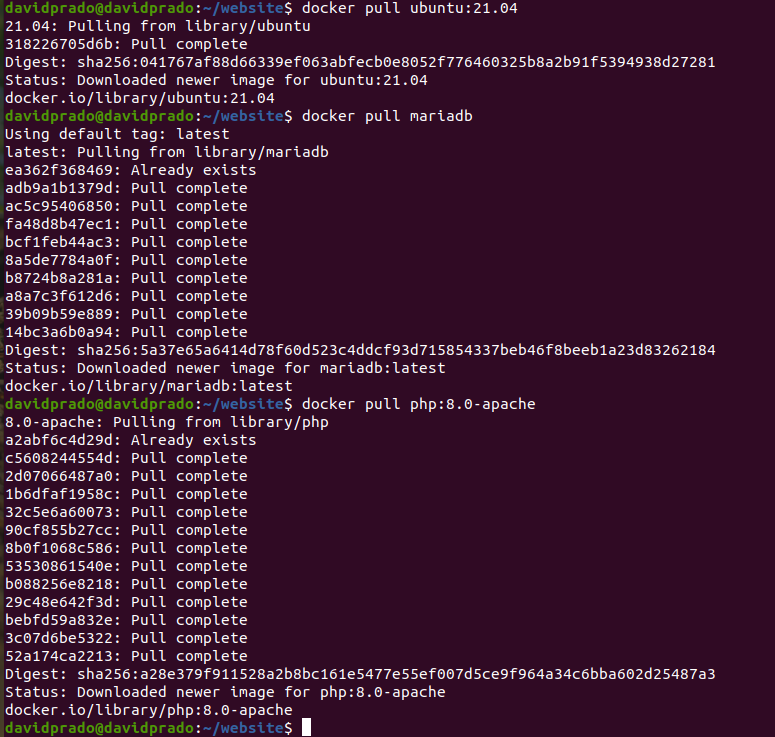 davidprado@davidprado:~/website$ docker pull ubuntu:21.04
21.04: Pulling from library/ubuntu
318226705d6b: Pull complete
Digest: sha256:041767af88d66339ef063abfecb0e8052f776460325b8a2b91f5394938d27281
Status: Downloaded newer image for ubuntu:21.04
docker.io/library/ubuntu:21.04
davidprado@davidprado:~/website$ docker pull mariadb
Using default tag: latest
latest: Pulling from library/mariadb
ea362f368469: Already exists
adb9a1b1379d: Pull complete
ac5c95406850: Pull complete
fa48d8b47ec1: Pull complete
bcf1feb44ac3: Pull complete
8a5de7784a0f: Pull complete
b8724b8a281a: Pull complete
a8a7c3f612d6: Pull complete
39b09b59e889: Pull complete
14bc3a6b0a94: Pull complete
Digest: sha256:5a37e65a6414d78f60d523c4ddcf93d715854337beb46f8beeb1a23d83262184
Status: Downloaded newer image for mariadb:latest
docker.io/library/mariadb:latest
davidprado@davidprado:~/website$ docker pull php:8.0-apache
8.0-apache: Pulling from library/php
a2abf6c4d29d: Already exists
c5608244554d: Pull complete
2d07066487a0: Pull complete
1b6dfaf1958c: Pull complete
32c5e6a60073: Pull complete
90cf855b27cc: Pull complete
8b0f1068c586: Pull complete
53530861540e: Pull complete
b088256e8218: Pull complete
29c48e642f3d: Pull complete
bebfd59a832e: Pull complete
3c07d6be5322: Pull complete
52a174ca2213: Pull complete
Digest: sha256:a28e379f911528a2b8bc161e5477e55ef007d5ce9f964a34c6bba602d25487a3
Status: Downloaded newer image for php:8.0-apache
docker.io/library/php:8.0-apache
davidprado@davidprado:~/website$